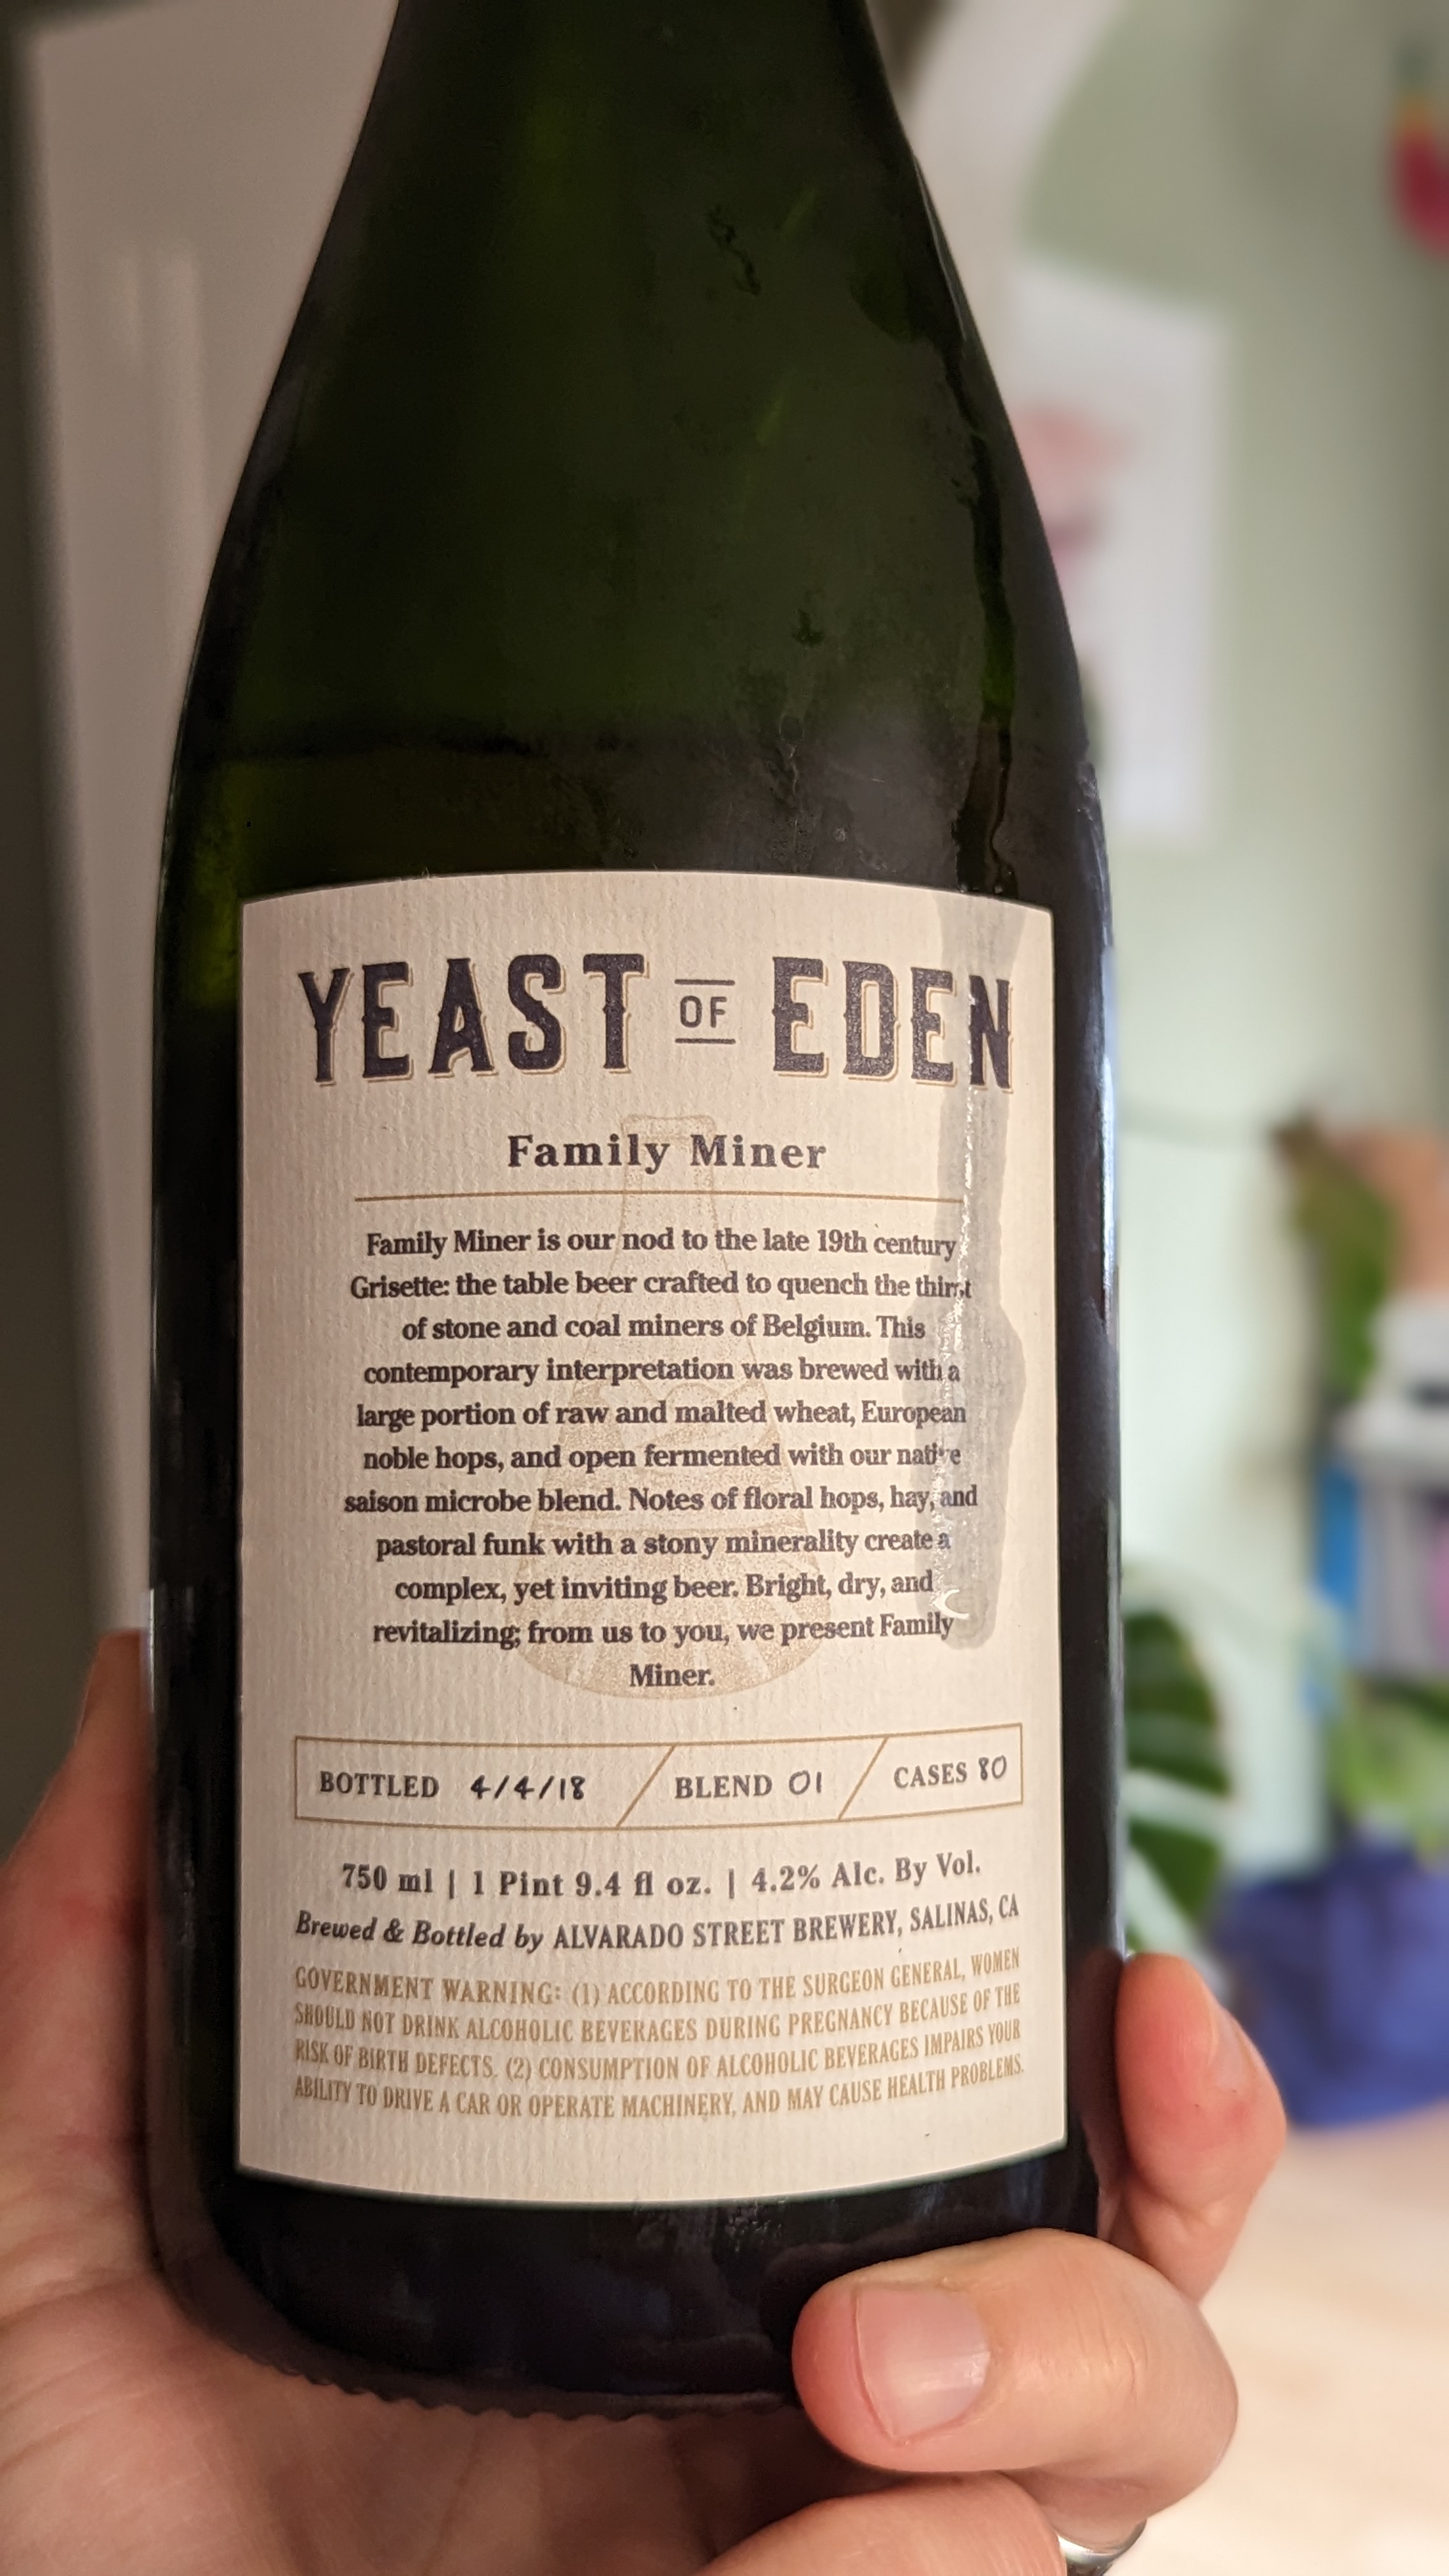 YEAST OF EDEN
Family Miner
Family Miner is our nod to the late 19th century
Grisette: the table beer crafted to quench the thirst
of stone and coal miners of Belgium. This
contemporary interpretation was brewed with a
large portion of raw and malted wheat, European
noble hops, and open fermented with our native
saison microbe blend. Notes of floral hops, hay, and
pastoral funk with a stony minerality create a
complex, yet inviting beer. Bright, dry, and
revitalizing; from us to you, we present Family
Miner.
BOTTLED 4/4/18 BLEND 01 CASES 80
750 ml | 1 Pint 9.4 fl oz. | 4.2% Alc. By Vol.
Brewed & Bottled by ALVARADO STREET BREWERY, SALINAS, CA
GOVERNMENT WARNING: (1) ACCORDING TO THE SURGEON GENERAL, WOMEN
SHOULD NOT DRINK ALCOHOLIC BEVERAGES DURING PREGNANCY BECAUSE OF THE
RISK OF BIRTH DEFECTS. (2) CONSUMPTION OF ALCOHOLIC BEVERAGES IMPAIRS YOUR
ABILITY TO DRIVE A CAR OR OPERATE MACHINERY, AND MAY CAUSE HEALTH PROBLEMS.